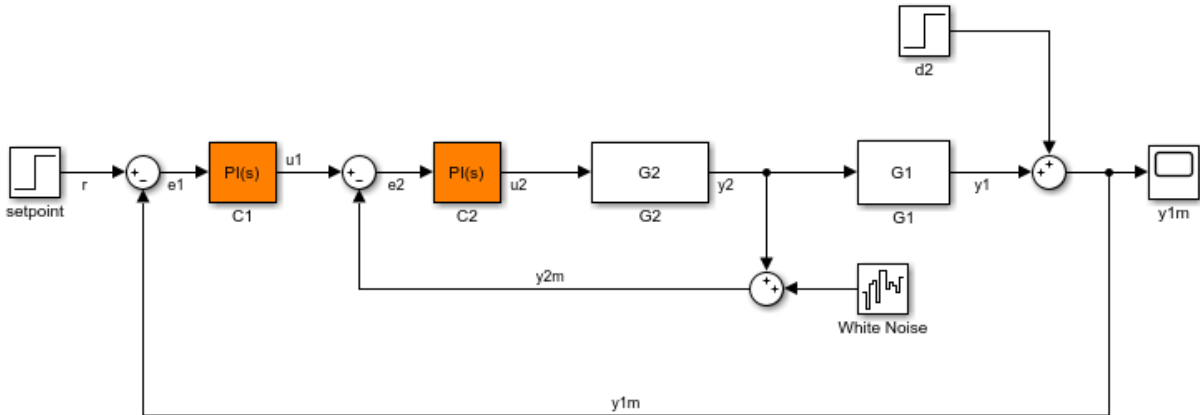 d2
setpoint
r
e1
PI(s)
C1
u1
e2
PI(s)
C2
u2
G2
G2
y2
G1
G1
y1
y1m
y2m
White Noise
y1m